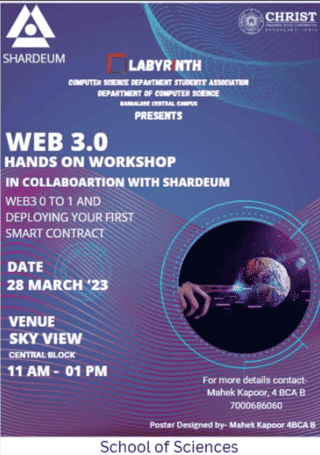 SHARDEUM
CHRIST
LABYRINTH
COMPUTER SCIENCE DEPARTMENT STUDENTS' ASSOCIATION
DEPARTMENT OF COMPUTER SCIENCE
BANGALORE CENTRAL CAMPUS
PRESENTS
WEB 3.0
HANDS ON WORKSHOP
IN COLLABOARTION WITH SHARDEUM
WEB3 0 TO 1 AND
DEPLOYING YOUR FIRST
SMART CONTRACT
DATE
28 MARCH '23
VENUE
SKY VIEW
CENTRAL BLOCK
11 AM - 01 PM
For more details contact-
Mahek Kapoor, 4 BCA B
7000686060
Poster Designed by- Mahek Kapoor 4BCA B
School of Sciences